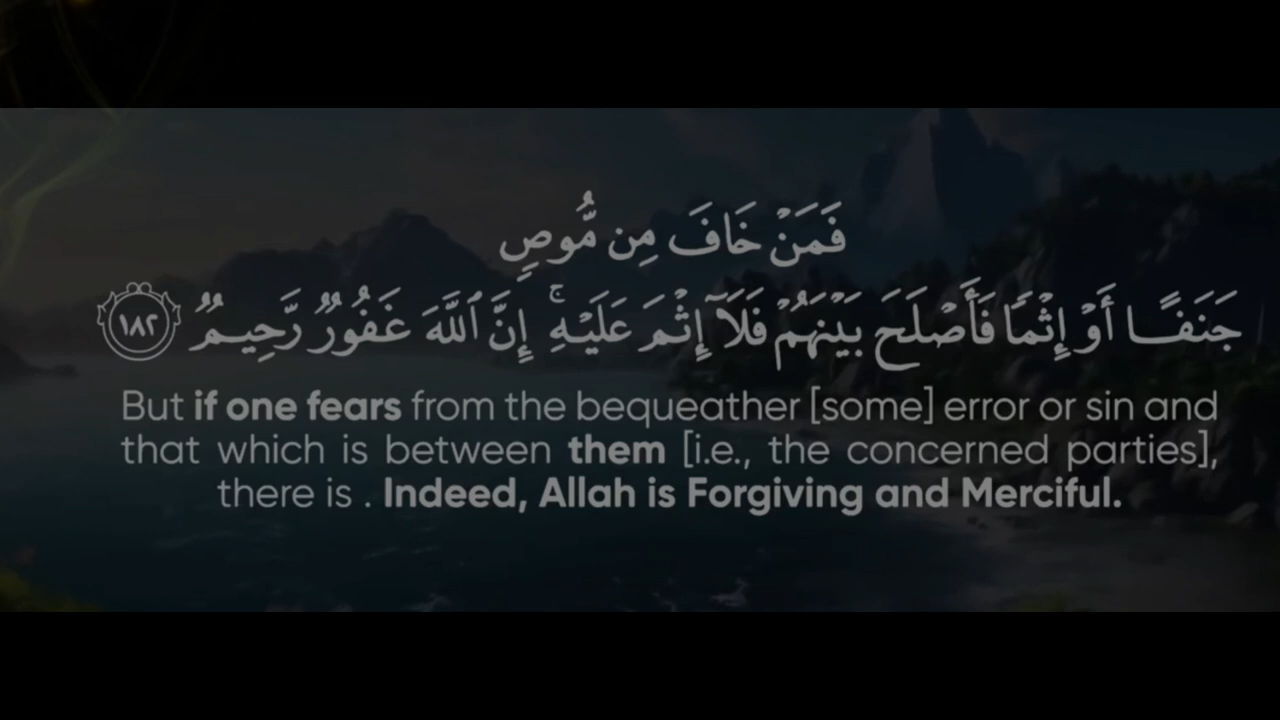 فَمَنْ خَافَ مِن مُّوصٍ
جَنَفًا أَوْ إِثْمًا فَأَصْلَحَ بَيْنَهُمْ فَلَآ إِثْمَ عَلَيْهِ ۚ إِنَّ ٱللَّهَ غَفُورٌ رَّحِيمٌ ١٨٢
But if one fears from the bequeather [some] error or sin and
that which is between them [i.e., the concerned parties],
there is . Indeed, Allah is Forgiving and Merciful.